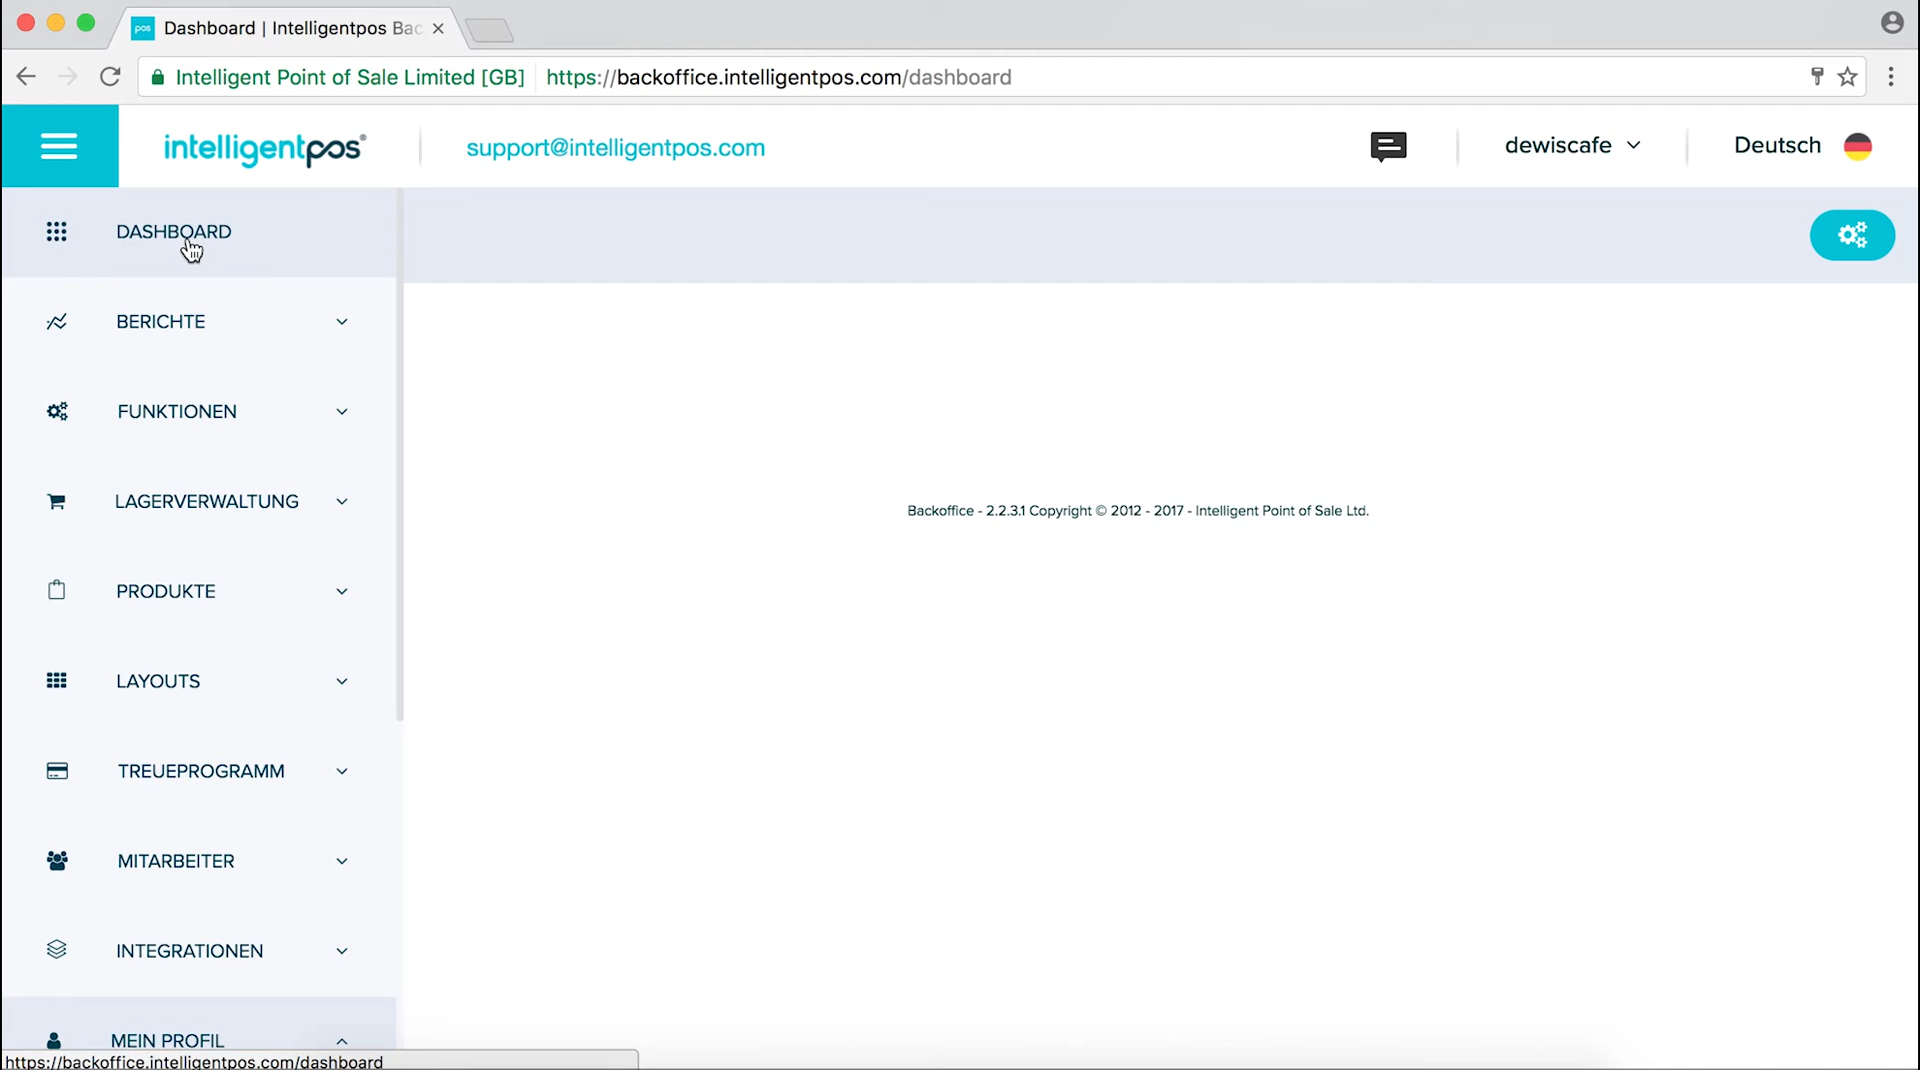 pos Dashboard | Intelligentpos Bac
Intelligent Point of Sale Limited [GB] https://backoffice.intelligentpos.com/dashboard
intelligentpos® support@intelligentpos.com dewiscafe Deutsch
DASHBOARD
BERICHTE
FUNKTIONEN
LAGERVERWALTUNG
Backoffice - 2.2.3.1 Copyright © 2012 - 2017 - Intelligent Point of Sale Ltd.
PRODUKTE
LAYOUTS
TREUEPROGRAMM
MITARBEITER
INTEGRATIONEN
MEIN PROFIL
https://backoffice.intelligentpos.com/dashboard